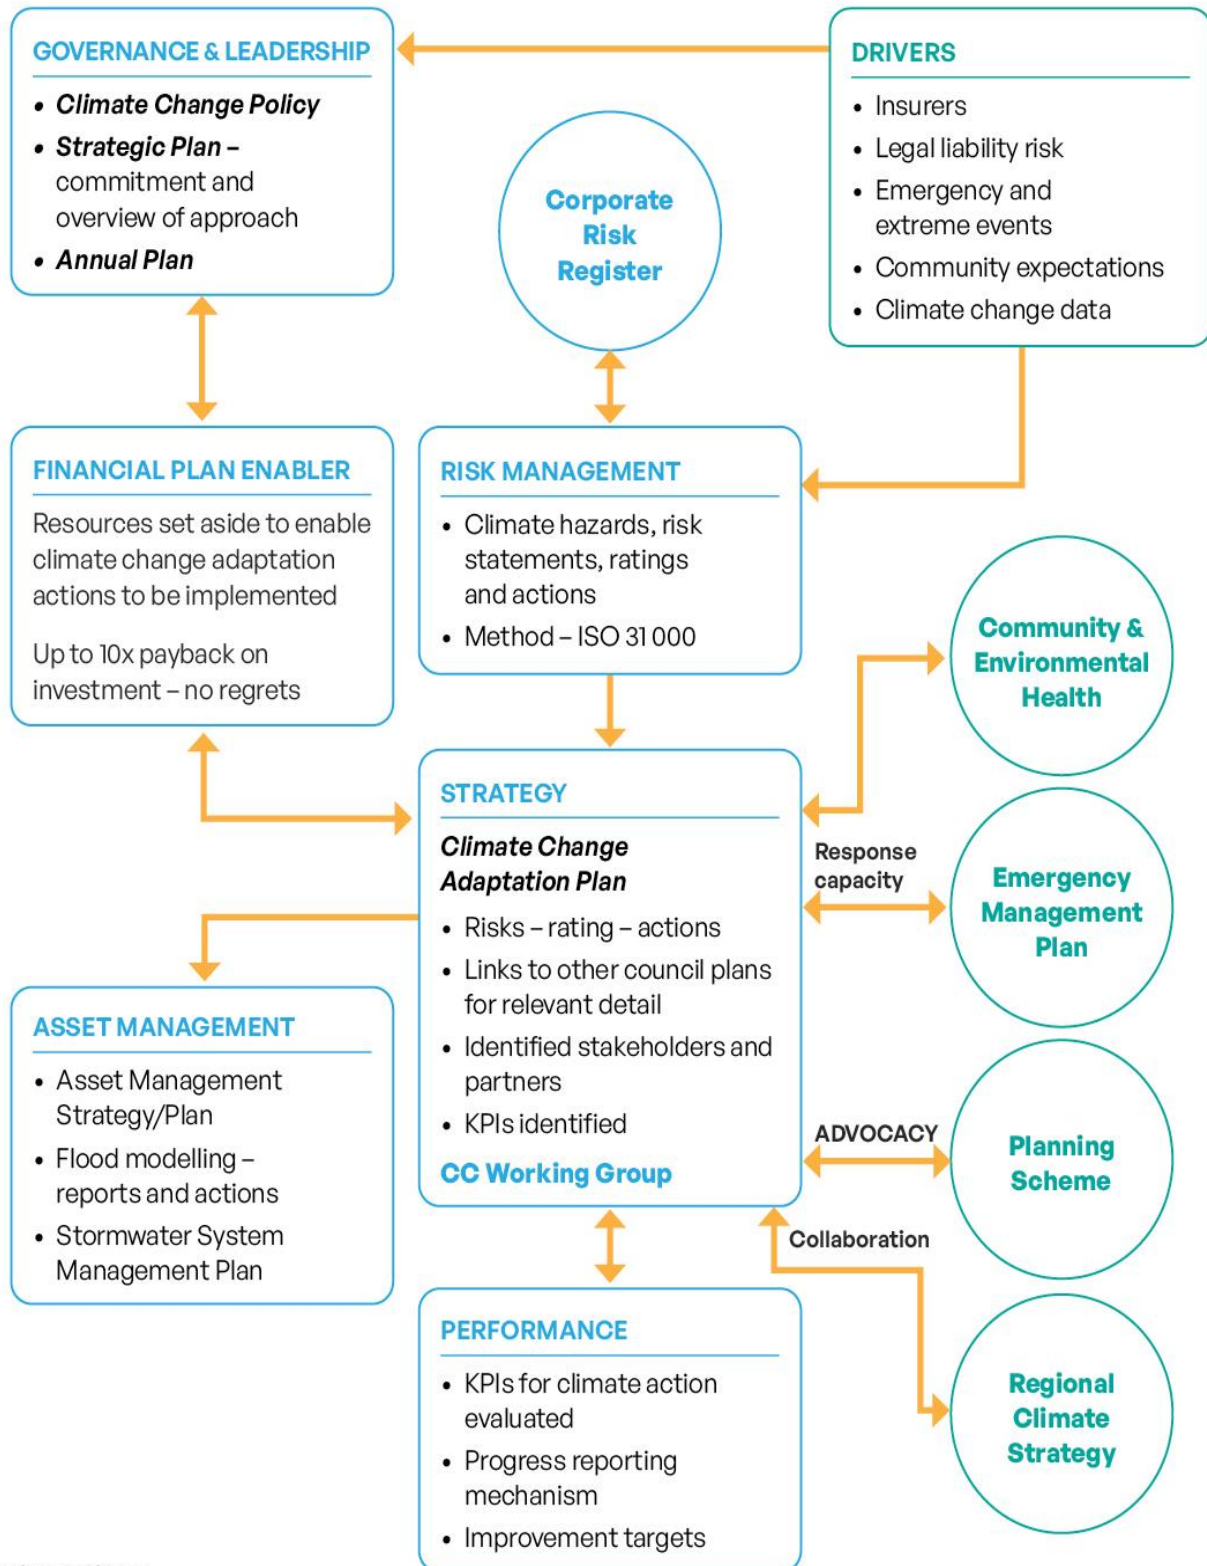 GOVERNANCE & LEADERSHIP
• Climate Change Policy
• Strategic Plan –
commitment and
overview of approach
• Annual Plan
Corporate
Risk
Register
DRIVERS
• Insurers
• Legal liability risk
• Emergency and
extreme events
• Community expectations
• Climate change data
FINANCIAL PLAN ENABLER
Resources set aside to enable
climate change adaptation
actions to be implemented
Up to 10x payback on
investment – no regrets
RISK MANAGEMENT
• Climate hazards, risk
statements, ratings
and actions
• Method – ISO 31 000
Community &
Environmental
Health
STRATEGY
Climate Change
Adaptation Plan
• Risks – rating – actions
• Links to other council plans
for relevant detail
• Identified stakeholders and
partners
• KPIs identified
CC Working Group
Response
capacity
Emergency
Management
Plan
ASSET MANAGEMENT
• Asset Management
Strategy/Plan
• Flood modelling –
reports and actions
• Stormwater System
Management Plan
ADVOCACY
Planning
Scheme
Collaboration
PERFORMANCE
• KPIs for climate action
evaluated
• Progress reporting
mechanism
• Improvement targets
Regional
Climate
Strategy